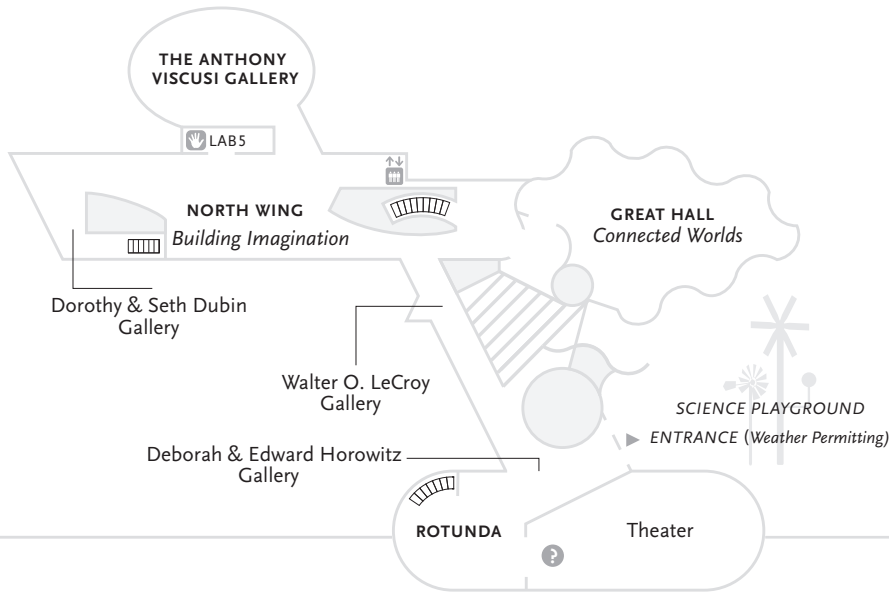 THE ANTHONY
VISCUSI GALLERY
LAB5
NORTH WING
Building Imagination
GREAT HALL
Connected Worlds
Dorothy & Seth Dubin
Gallery
Walter O. LeCroy
Gallery
SCIENCE PLAYGROUND
ENTRANCE (Weather Permitting)
Deborah & Edward Horowitz
Gallery
ROTUNDA
Theater
?